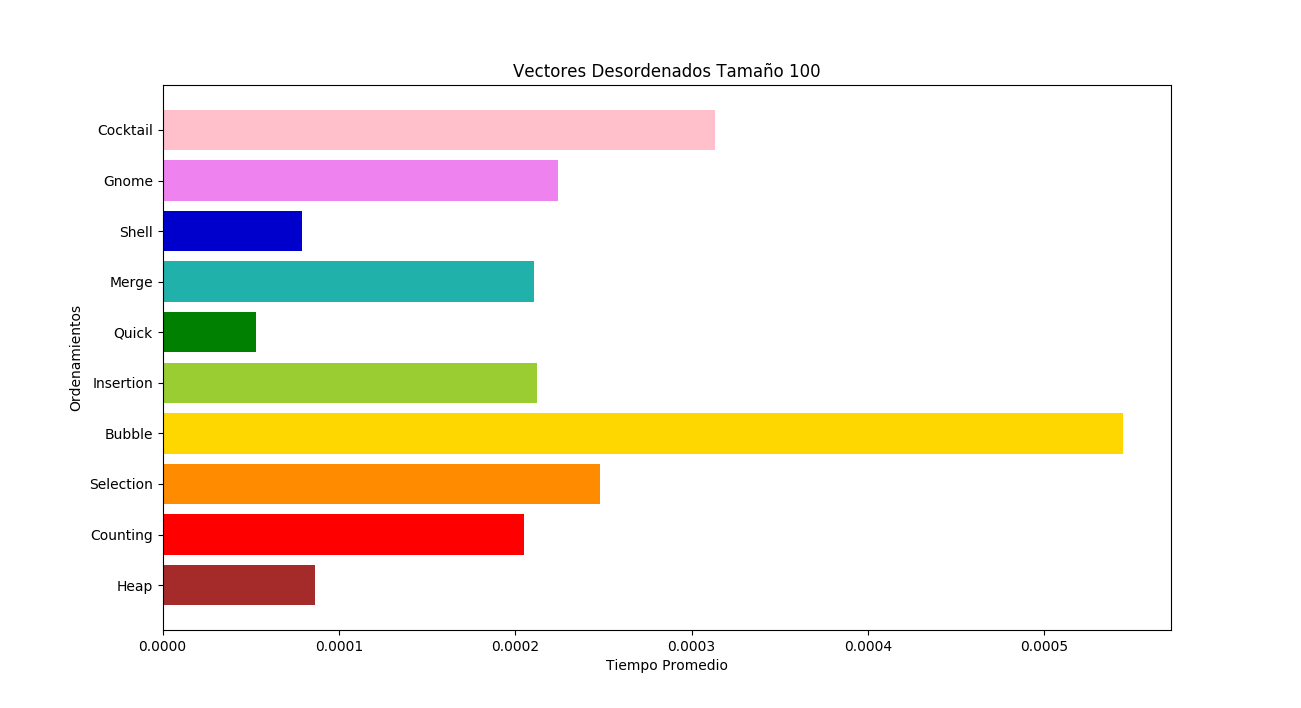 Vectores Desordenados Tamaño 100
Cocktail
Gnome
Shell
Merge
Quick
Insertion
Bubble
Selection
Counting
Heap
Ordenamientos
0.0000 0.0001 0.0002 0.0003 0.0004 0.0005
Tiempo Promedio